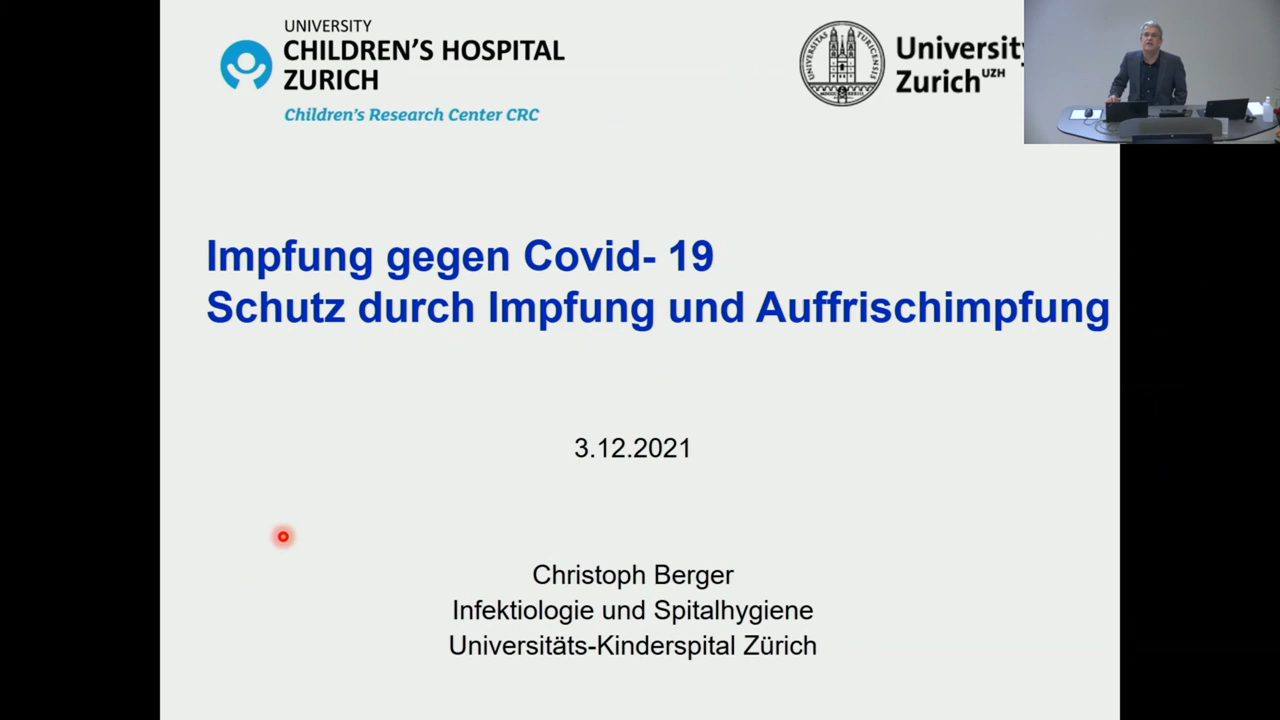 UNIVERSITY
CHILDREN'S HOSPITAL
ZURICH
Children's Research Center CRC
University
Zurich UZH
Impfung gegen Covid- 19
Schutz durch Impfung und Auffrischimpfung
3.12.2021
Christoph Berger
Infektiologie und Spitalhygiene
Universitäts-Kinderspital Zürich